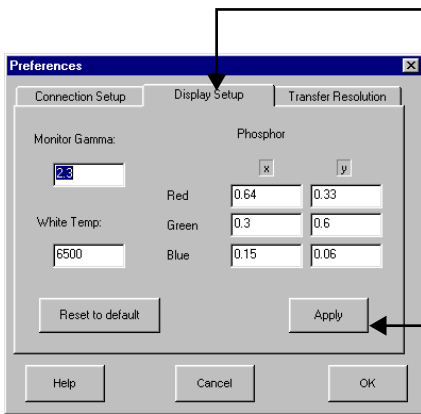 Preferences
Connection Setup Display Setup Transfer Resolution
Monitor Gamma: Phosphor
x y
2.3
Red 0.64 0.33
White Temp: Green 0.3 0.6
6500 Blue 0.15 0.06
Reset to default Apply
Help Cancel OK